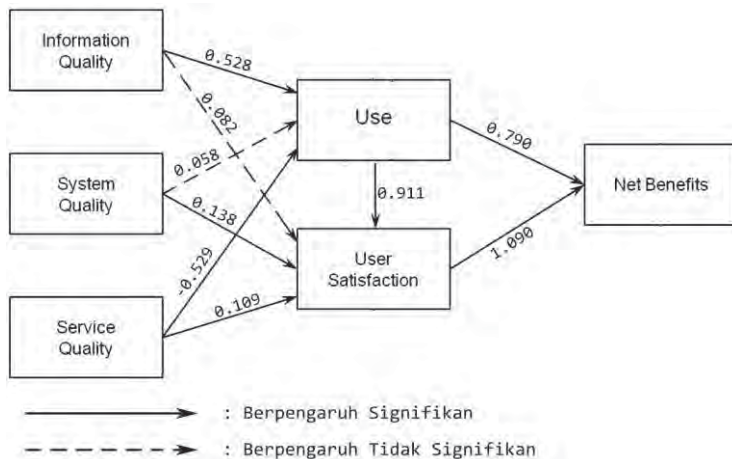 Information
Quality
0.528
Use
0.082
0.790
0.058
System
Quality
Net Benefits
0.911
0.138
User
Satisfaction
1.090
-0.529
0.109
Service
Quality
: Berpengaruh Signifikan
: Berpengaruh Tidak Signifikan